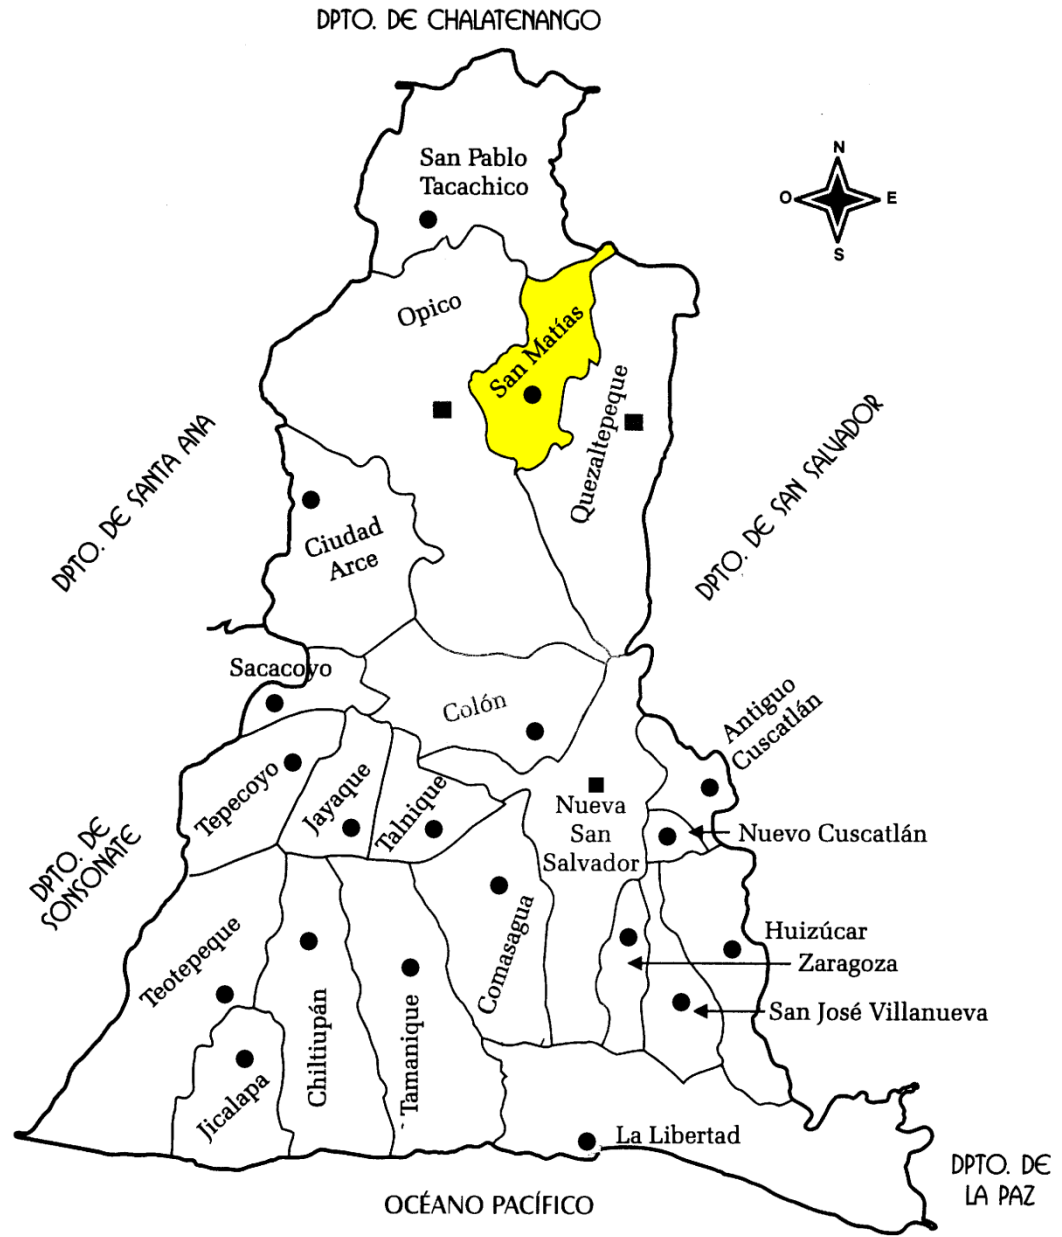 DPTO. DE CHALATENANGO
San Pablo
Tacachico
N
O
E
S
Opico
San Matías
Quezaltepeque
DPTO. DE SANTA ANA
DPTO. DE SAN SALVADOR
Ciudad
Arce
Sacacoyo
Colón
Antiguo
Cuscatlán
Tepecoyo
Jayaque
Talnique
Nueva
San
Salvador
Nuevo Cuscatlán
DPTO. DE
SONSONATE
Comasagua
Huizúcar
Zaragoza
San José Villanueva
Teotepeque
Chiltiupán
Tamanique
Jicalapa
La Libertad
DPTO. DE
LA PAZ
OCÉANO PACÍFICO